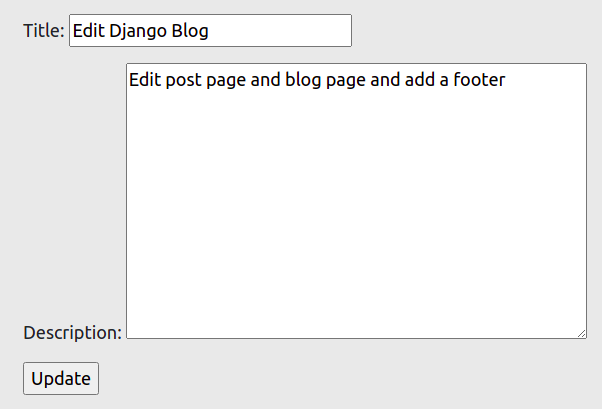 Title: Edit Django Blog
Edit post page and blog page and add a footer
Description:
Update